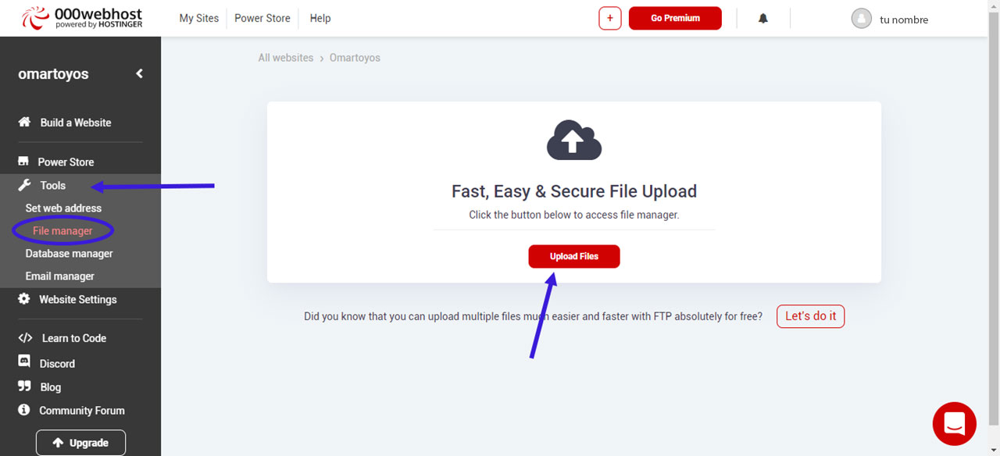 000webhost
powered by HOSTINGER
My Sites
Power Store
Help
+
Go Premium
tu nombre
omartoyos
All websites › Omartoyos
Build a Website
Power Store
Tools
Set web address
File manager
Database manager
Email manager
Website Settings
Learn to Code
Discord
Blog
Community Forum
Upgrade
Fast, Easy & Secure File Upload
Click the button below to access file manager.
Upload Files
Did you know that you can upload multiple files much easier and faster with FTP absolutely for free?
Let's do it